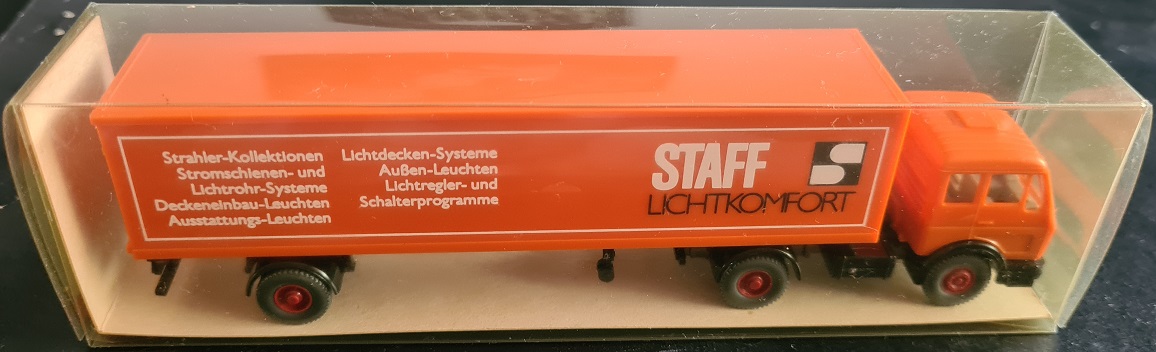 Strahler-Kollektionen
Stromschienen- und
Lichtrohr-Systeme
Deckeneinbau-Leuchten
Ausstattungs-Leuchten
Lichtdecken-Systeme
Außen-Leuchten
Lichtregler- und
Schalterprogramme
STAFF
LICHTKOMFORT